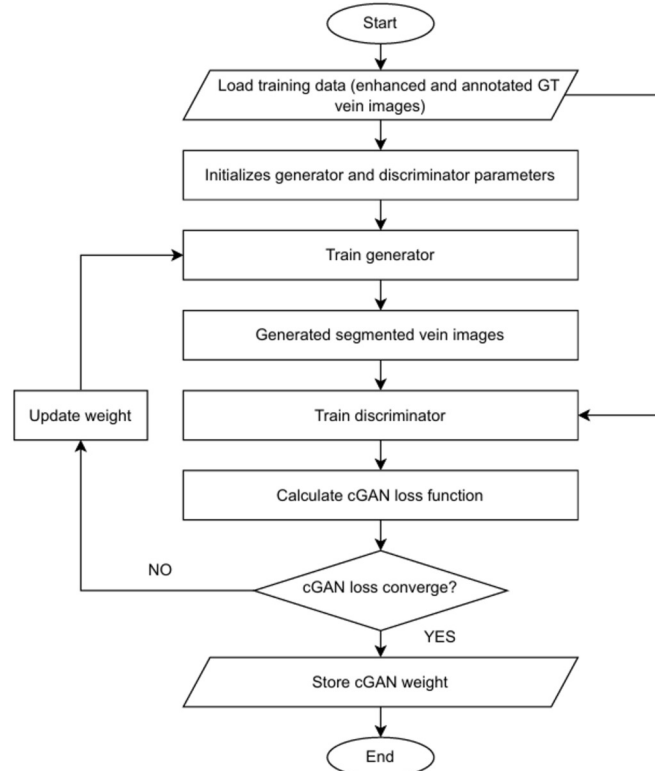 Start
Load training data (enhanced and annotated GT
vein images)
Initializes generator and discriminator parameters
Train generator
Generated segmented vein images
Update weight
Train discriminator
Calculate cGAN loss function
cGAN loss converge?
NO
YES
Store cGAN weight
End